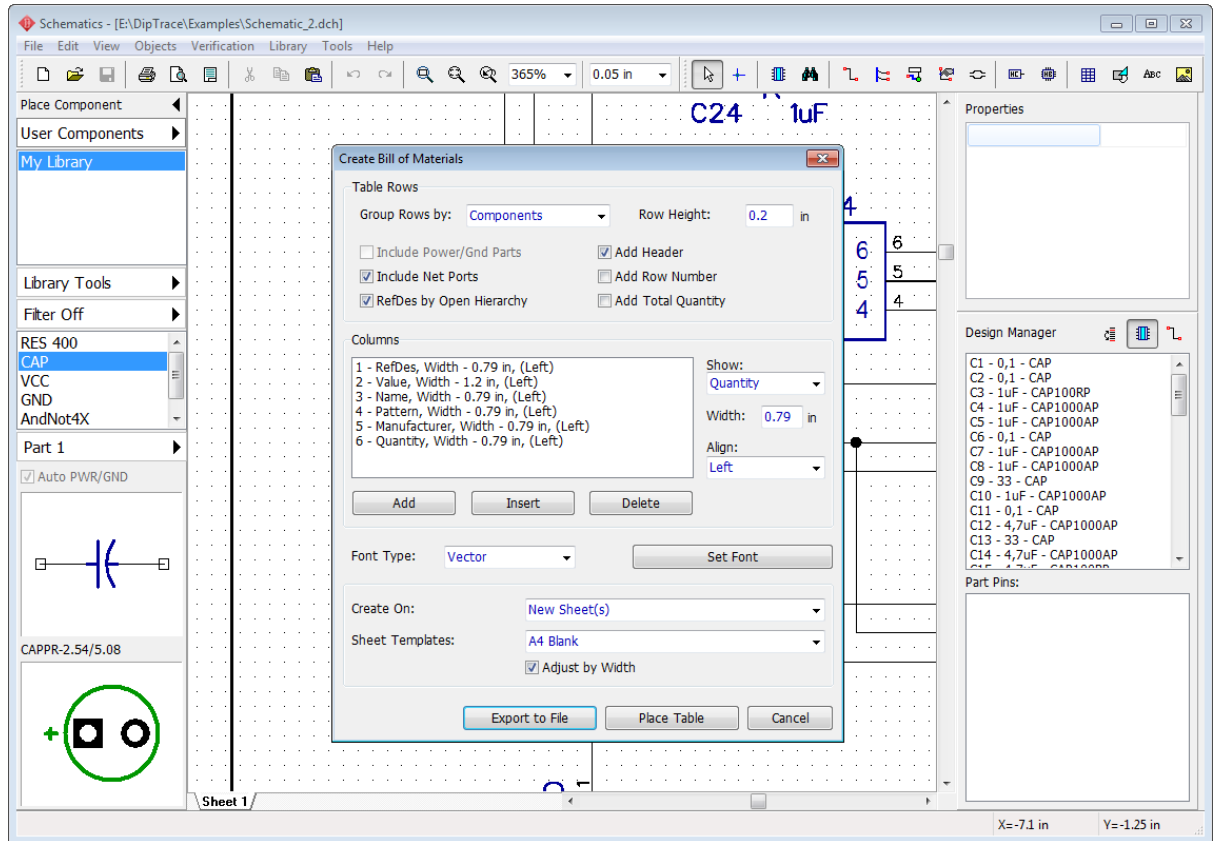 Schematics - [E:\DipTrace\Examples\Schematic_2.dch]
File Edit View Objects Verification Library Tools Help
365% 0.05 in ABC
Place Component
User Components
My Library
Library Tools
Filter Off
RES 400
CAP
VCC
GND
AndNot4X
Part 1
Auto PWR/GND
CAPPR-2.54/5.08
+
C24 1uF
4
6 6
5 5
4 4
Sheet 1
Create Bill of Materials
Table Rows
Group Rows by: Components Row Height: 0.2 in
Include Power/Gnd Parts Add Header
Include Net Ports Add Row Number
RefDes by Open Hierarchy Add Total Quantity
Columns
1 - RefDes, Width - 0.79 in, (Left)
2 - Value, Width - 1.2 in, (Left)
3 - Name, Width - 0.79 in, (Left)
4 - Pattern, Width - 0.79 in, (Left)
5 - Manufacturer, Width - 0.79 in, (Left)
6 - Quantity, Width - 0.79 in, (Left)
Show:
Quantity
Width: 0.79 in
Align:
Left
Add Insert Delete
Font Type: Vector Set Font
Create On: New Sheet(s)
Sheet Templates: A4 Blank
Adjust by Width
Export to File Place Table Cancel
Properties
Design Manager
C1 - 0,1 - CAP
C2 - 0,1 - CAP
C3 - 1uF - CAP100RP
C4 - 1uF - CAP1000AP
C5 - 1uF - CAP1000AP
C6 - 0,1 - CAP
C7 - 1uF - CAP1000AP
C8 - 1uF - CAP1000AP
C9 - 33 - CAP
C10 - 1uF - CAP1000AP
C11 - 0,1 - CAP
C12 - 4,7uF - CAP1000AP
C13 - 33 - CAP
C14 - 4,7uF - CAP1000AP
Part Pins:
X=-7.1 in Y=-1.25 in